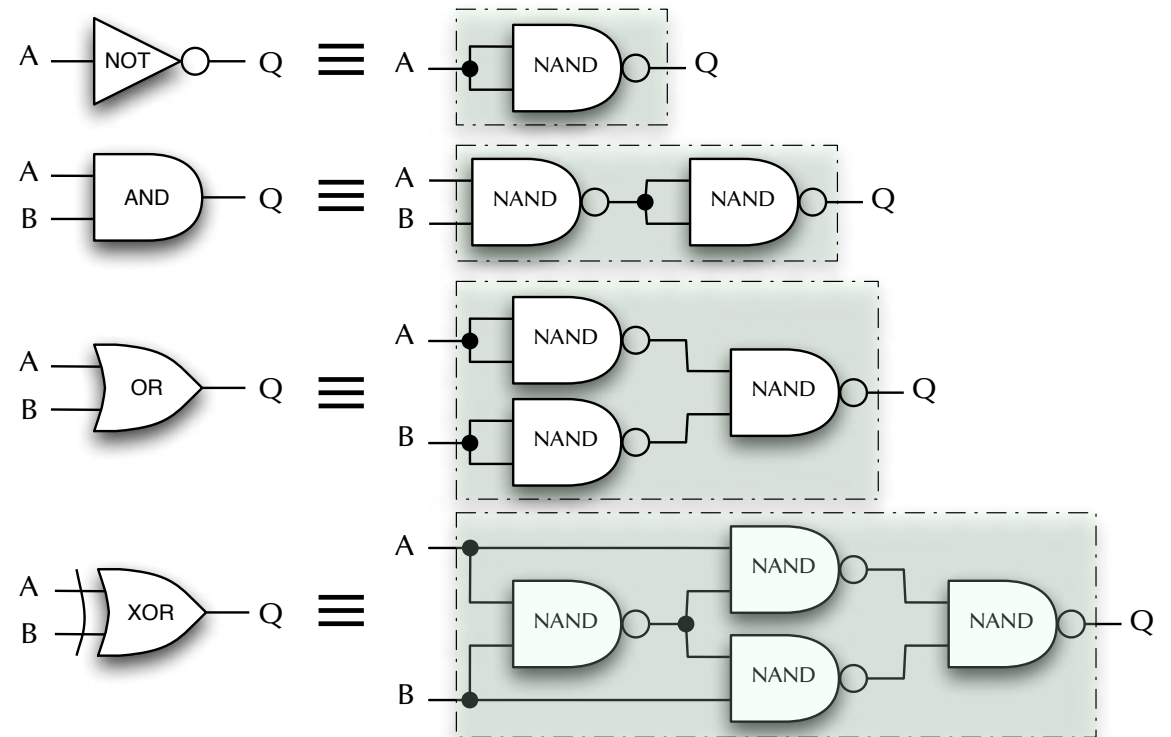 A NOT Q ≡ A NAND Q
A AND Q ≡ A NAND NAND Q
B B
A OR Q ≡ A NAND NAND Q
B B NAND
A XOR Q ≡ A NAND NAND NAND Q
B B NAND